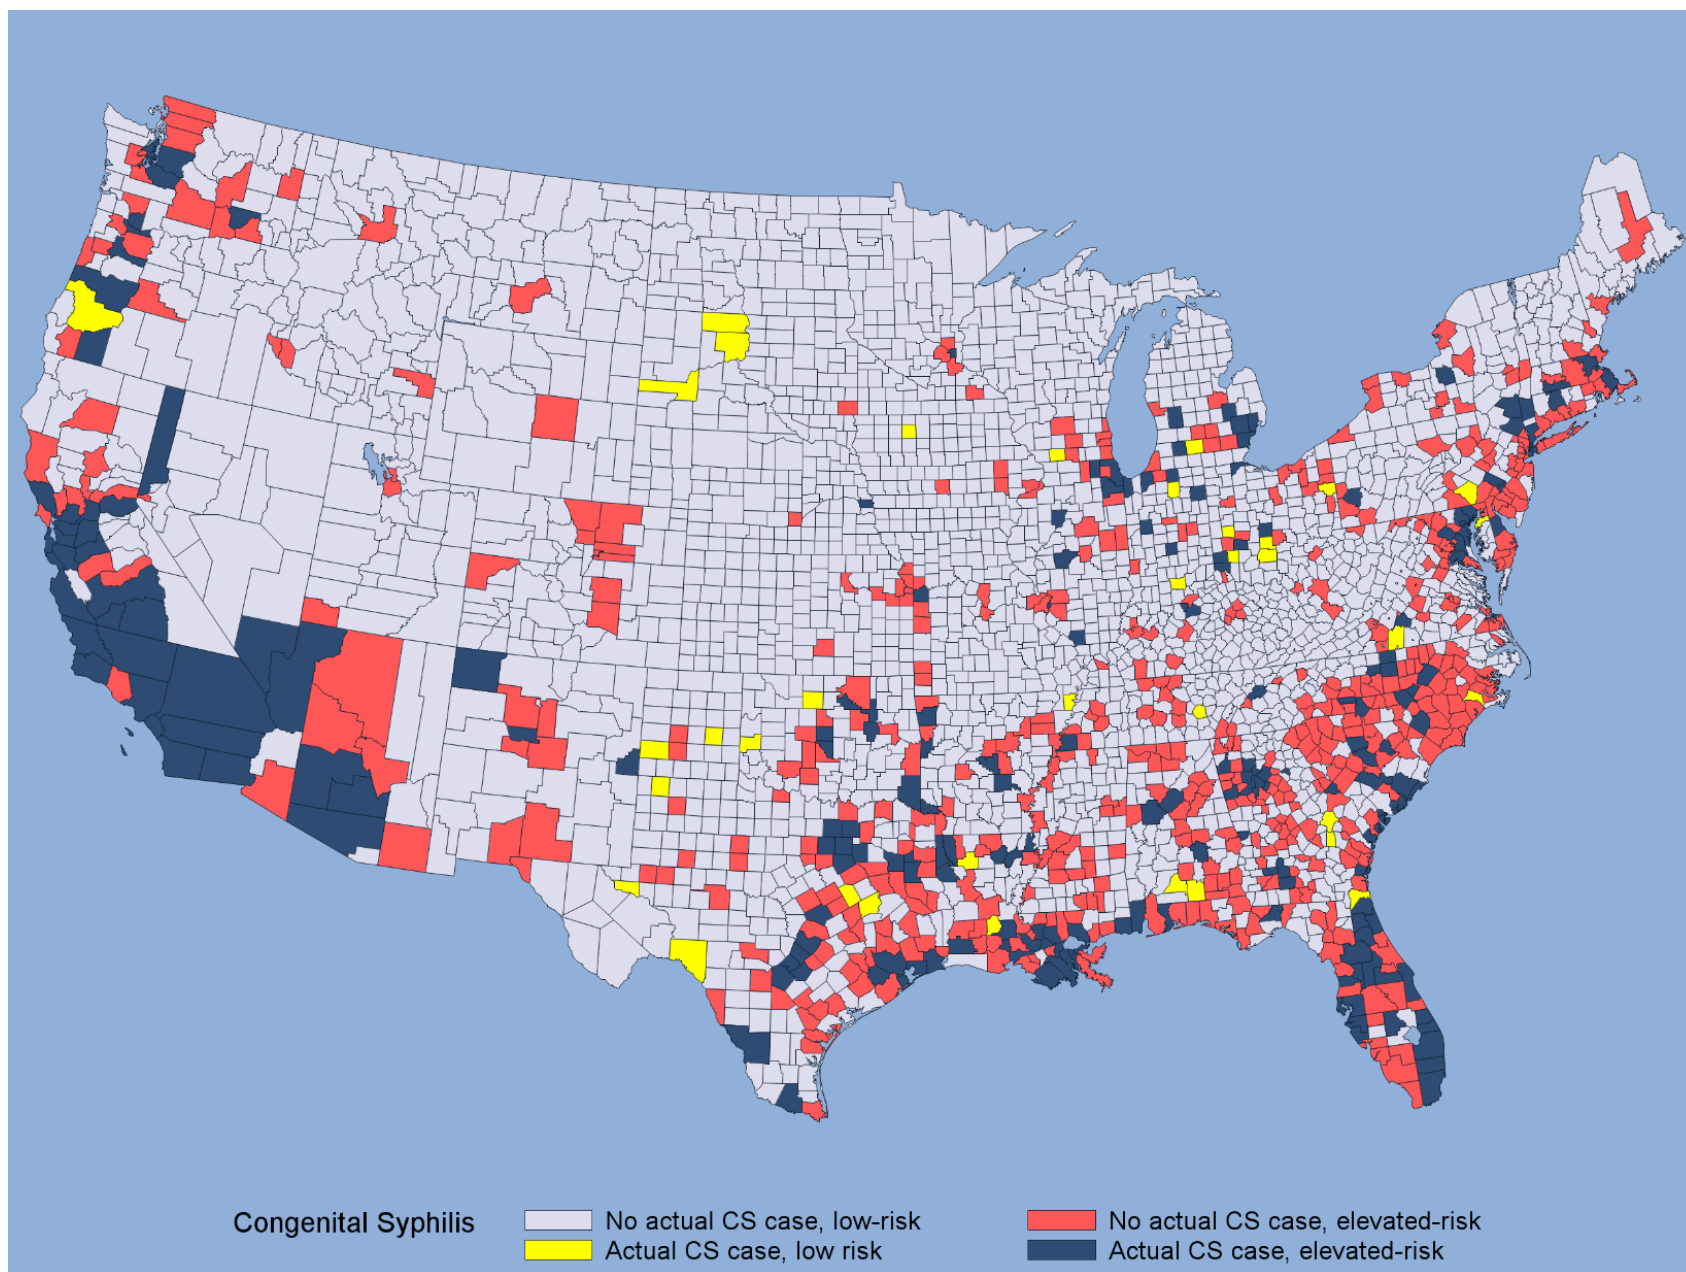 Congenital Syphilis
No actual CS case, low-risk
No actual CS case, elevated-risk
Actual CS case, low risk
Actual CS case, elevated-risk